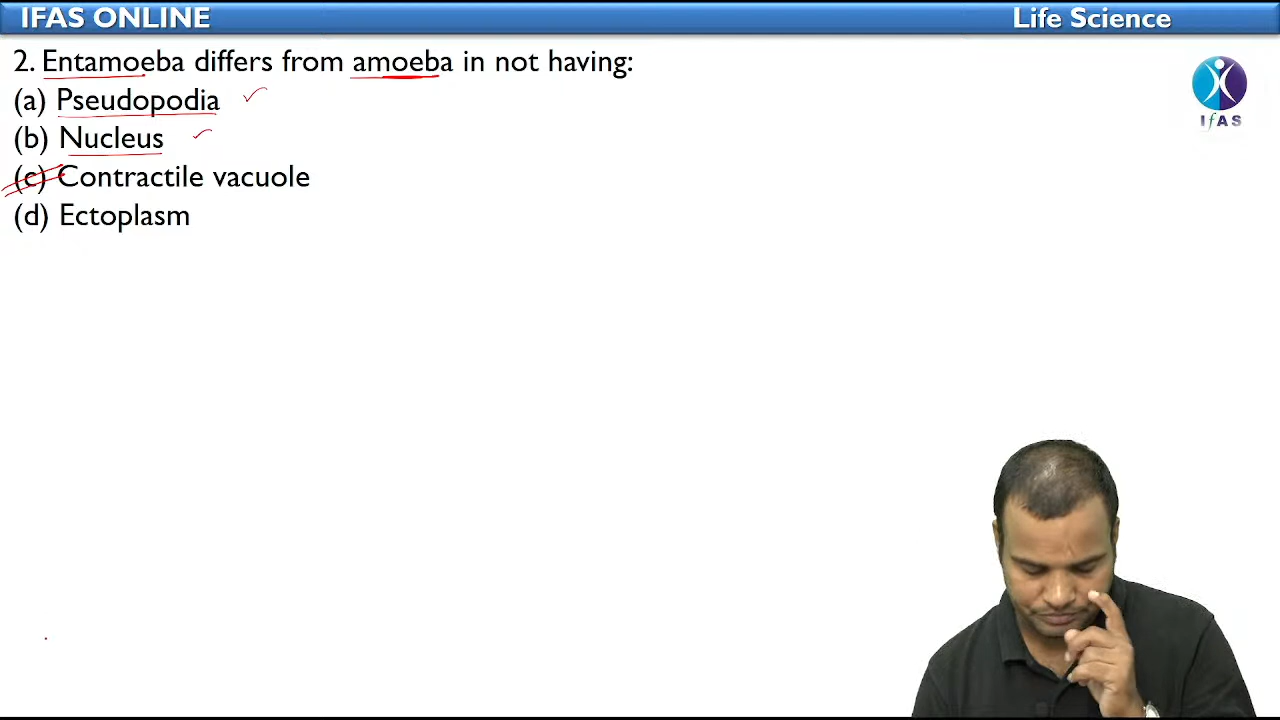 IFAS ONLINE
Life Science
2. Entamoeba differs from amoeba in not having:
(a) Pseudopodia
(b) Nucleus
(c) Contractile vacuole
(d) Ectoplasm
IfAS